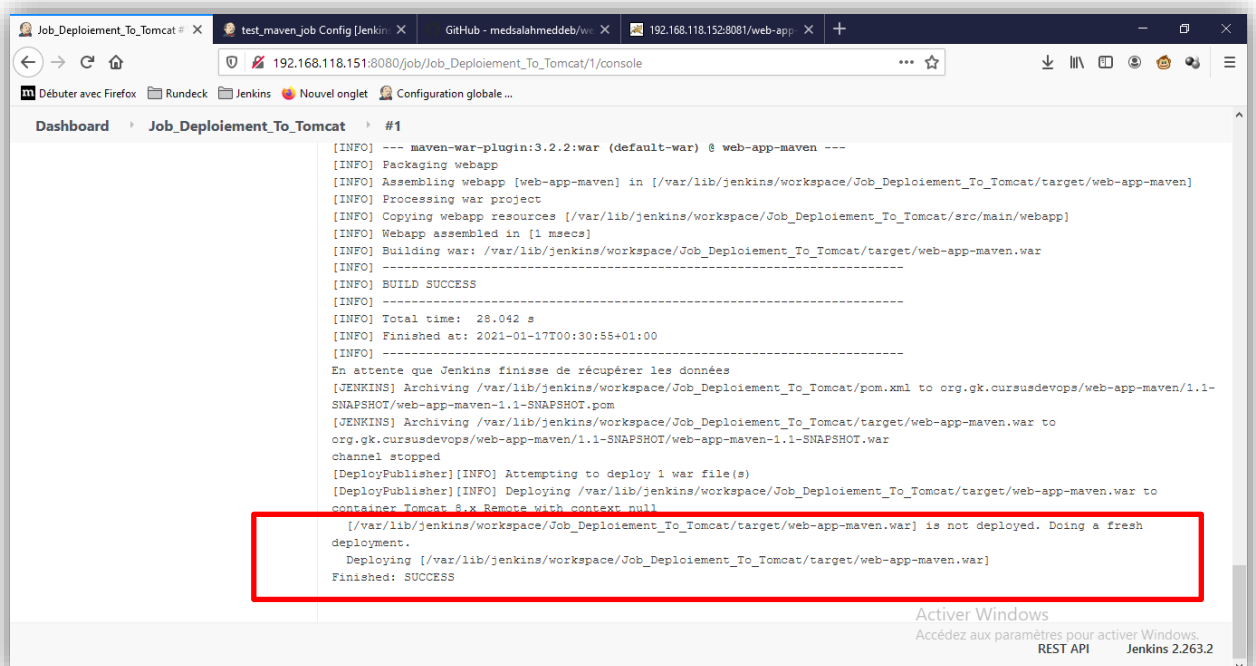 Job_Deploiement_To_Tomcat #
test_maven_job Config [Jenkin
GitHub - medsalahmeddeb/we
192.168.118.152:8081/web-app-
192.168.118.151:8080/job/Job_Deploiement_To_Tomcat/1/console
Débuter avec Firefox Rundeck Jenkins Nouvel onglet Configuration globale ...
Dashboard Job_Deploiement_To_Tomcat #1
[INFO] --- maven-war-plugin:3.2.2:war (default-war) @ web-app-maven ---
[INFO] Packaging webapp
[INFO] Assembling webapp [web-app-maven] in [/var/lib/jenkins/workspace/Job_Deploiement_To_Tomcat/target/web-app-maven]
[INFO] Processing war project
[INFO] Copying webapp resources [/var/lib/jenkins/workspace/Job_Deploiement_To_Tomcat/src/main/webapp]
[INFO] Webapp assembled in [1 msecs]
[INFO] Building war: /var/lib/jenkins/workspace/Job_Deploiement_To_Tomcat/target/web-app-maven.war
[INFO] ------------------------------------------------------------------------
[INFO] BUILD SUCCESS
[INFO] ------------------------------------------------------------------------
[INFO] Total time: 28.042 s
[INFO] Finished at: 2021-01-17T00:30:55+01:00
[INFO] ------------------------------------------------------------------------
En attente que Jenkins finisse de récupérer les données
[JENKINS] Archiving /var/lib/jenkins/workspace/Job_Deploiement_To_Tomcat/pom.xml to org.gk.cursusdevops/web-app-maven/1.1-
SNAPSHOT/web-app-maven-1.1-SNAPSHOT.pom
[JENKINS] Archiving /var/lib/jenkins/workspace/Job_Deploiement_To_Tomcat/target/web-app-maven.war to
org.gk.cursusdevops/web-app-maven/1.1-SNAPSHOT/web-app-maven-1.1-SNAPSHOT.war
channel stopped
[DeployPublisher][INFO] Attempting to deploy 1 war file(s)
[DeployPublisher][INFO] Deploying /var/lib/jenkins/workspace/Job_Deploiement_To_Tomcat/target/web-app-maven.war to
container Tomcat 8.x Remote with context null
[/var/lib/jenkins/workspace/Job_Deploiement_To_Tomcat/target/web-app-maven.war] is not deployed. Doing a fresh
deployment.
Deploying [/var/lib/jenkins/workspace/Job_Deploiement_To_Tomcat/target/web-app-maven.war]
Finished: SUCCESS
Activer Windows
Accédez aux paramètres pour activer Windows.
REST API Jenkins 2.263.2